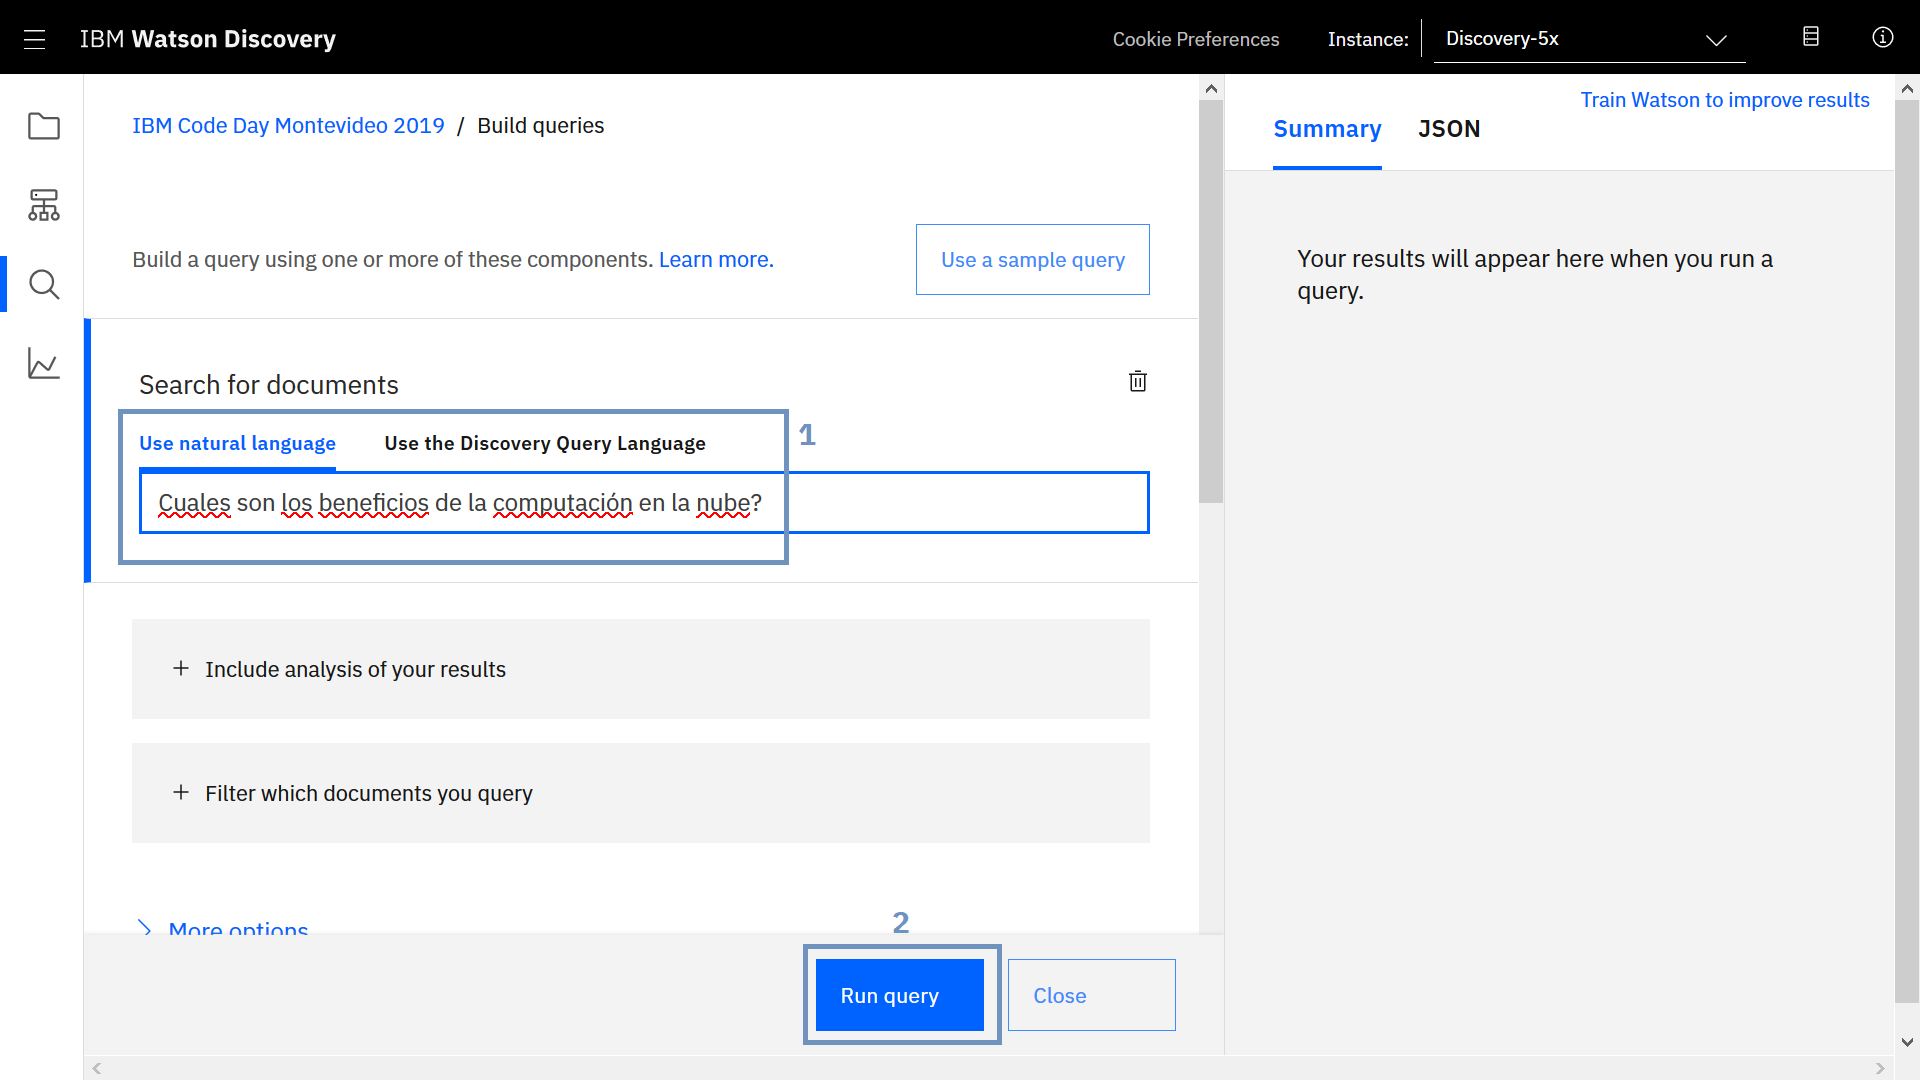 IBM Watson Discovery
Cookie Preferences
Instance:
Discovery-5x
IBM Code Day Montevideo 2019 / Build queries
Train Watson to improve results
Summary
JSON
Build a query using one or more of these components. Learn more.
Use a sample query
Your results will appear here when you run a
query.
Search for documents
Use natural language
Use the Discovery Query Language
1
Cuales son los beneficios de la computación en la nube?
+ Include analysis of your results
+ Filter which documents you query
More options
2
Run query
Close